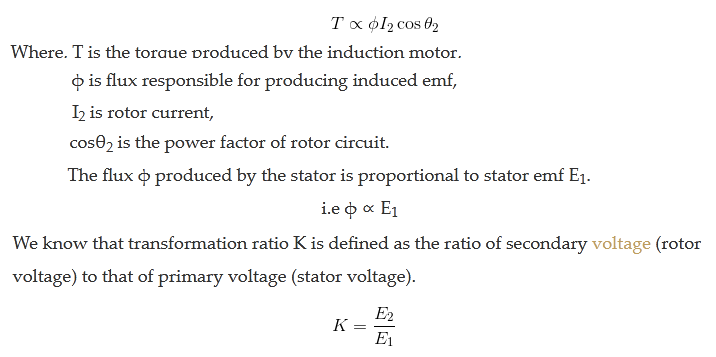 T ∝ ϕI₂ cos θ₂
Where, T is the torque produced by the induction motor,
ϕ is flux responsible for producing induced emf,
I₂ is rotor current,
cosθ₂ is the power factor of rotor circuit.
The flux ϕ produced by the stator is proportional to stator emf E₁.
i.e ϕ ∝ E₁
We know that transformation ratio K is defined as the ratio of secondary voltage (rotor
voltage) to that of primary voltage (stator voltage).
K = E₂/E₁